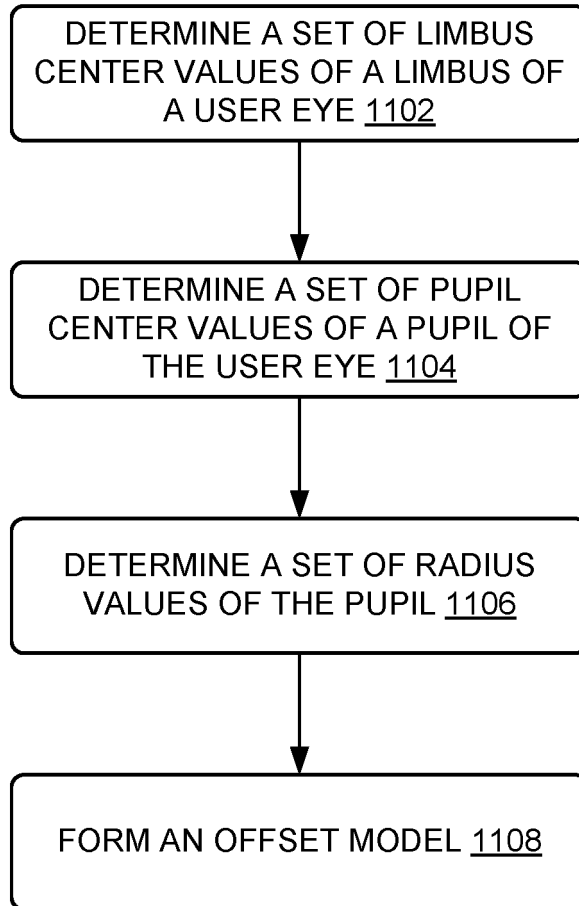 DETERMINE A SET OF LIMBUS
CENTER VALUES OF A LIMBUS OF
A USER EYE 1102
DETERMINE A SET OF PUPIL
CENTER VALUES OF A PUPIL OF
THE USER EYE 1104
DETERMINE A SET OF RADIUS
VALUES OF THE PUPIL 1106
FORM AN OFFSET MODEL 1108